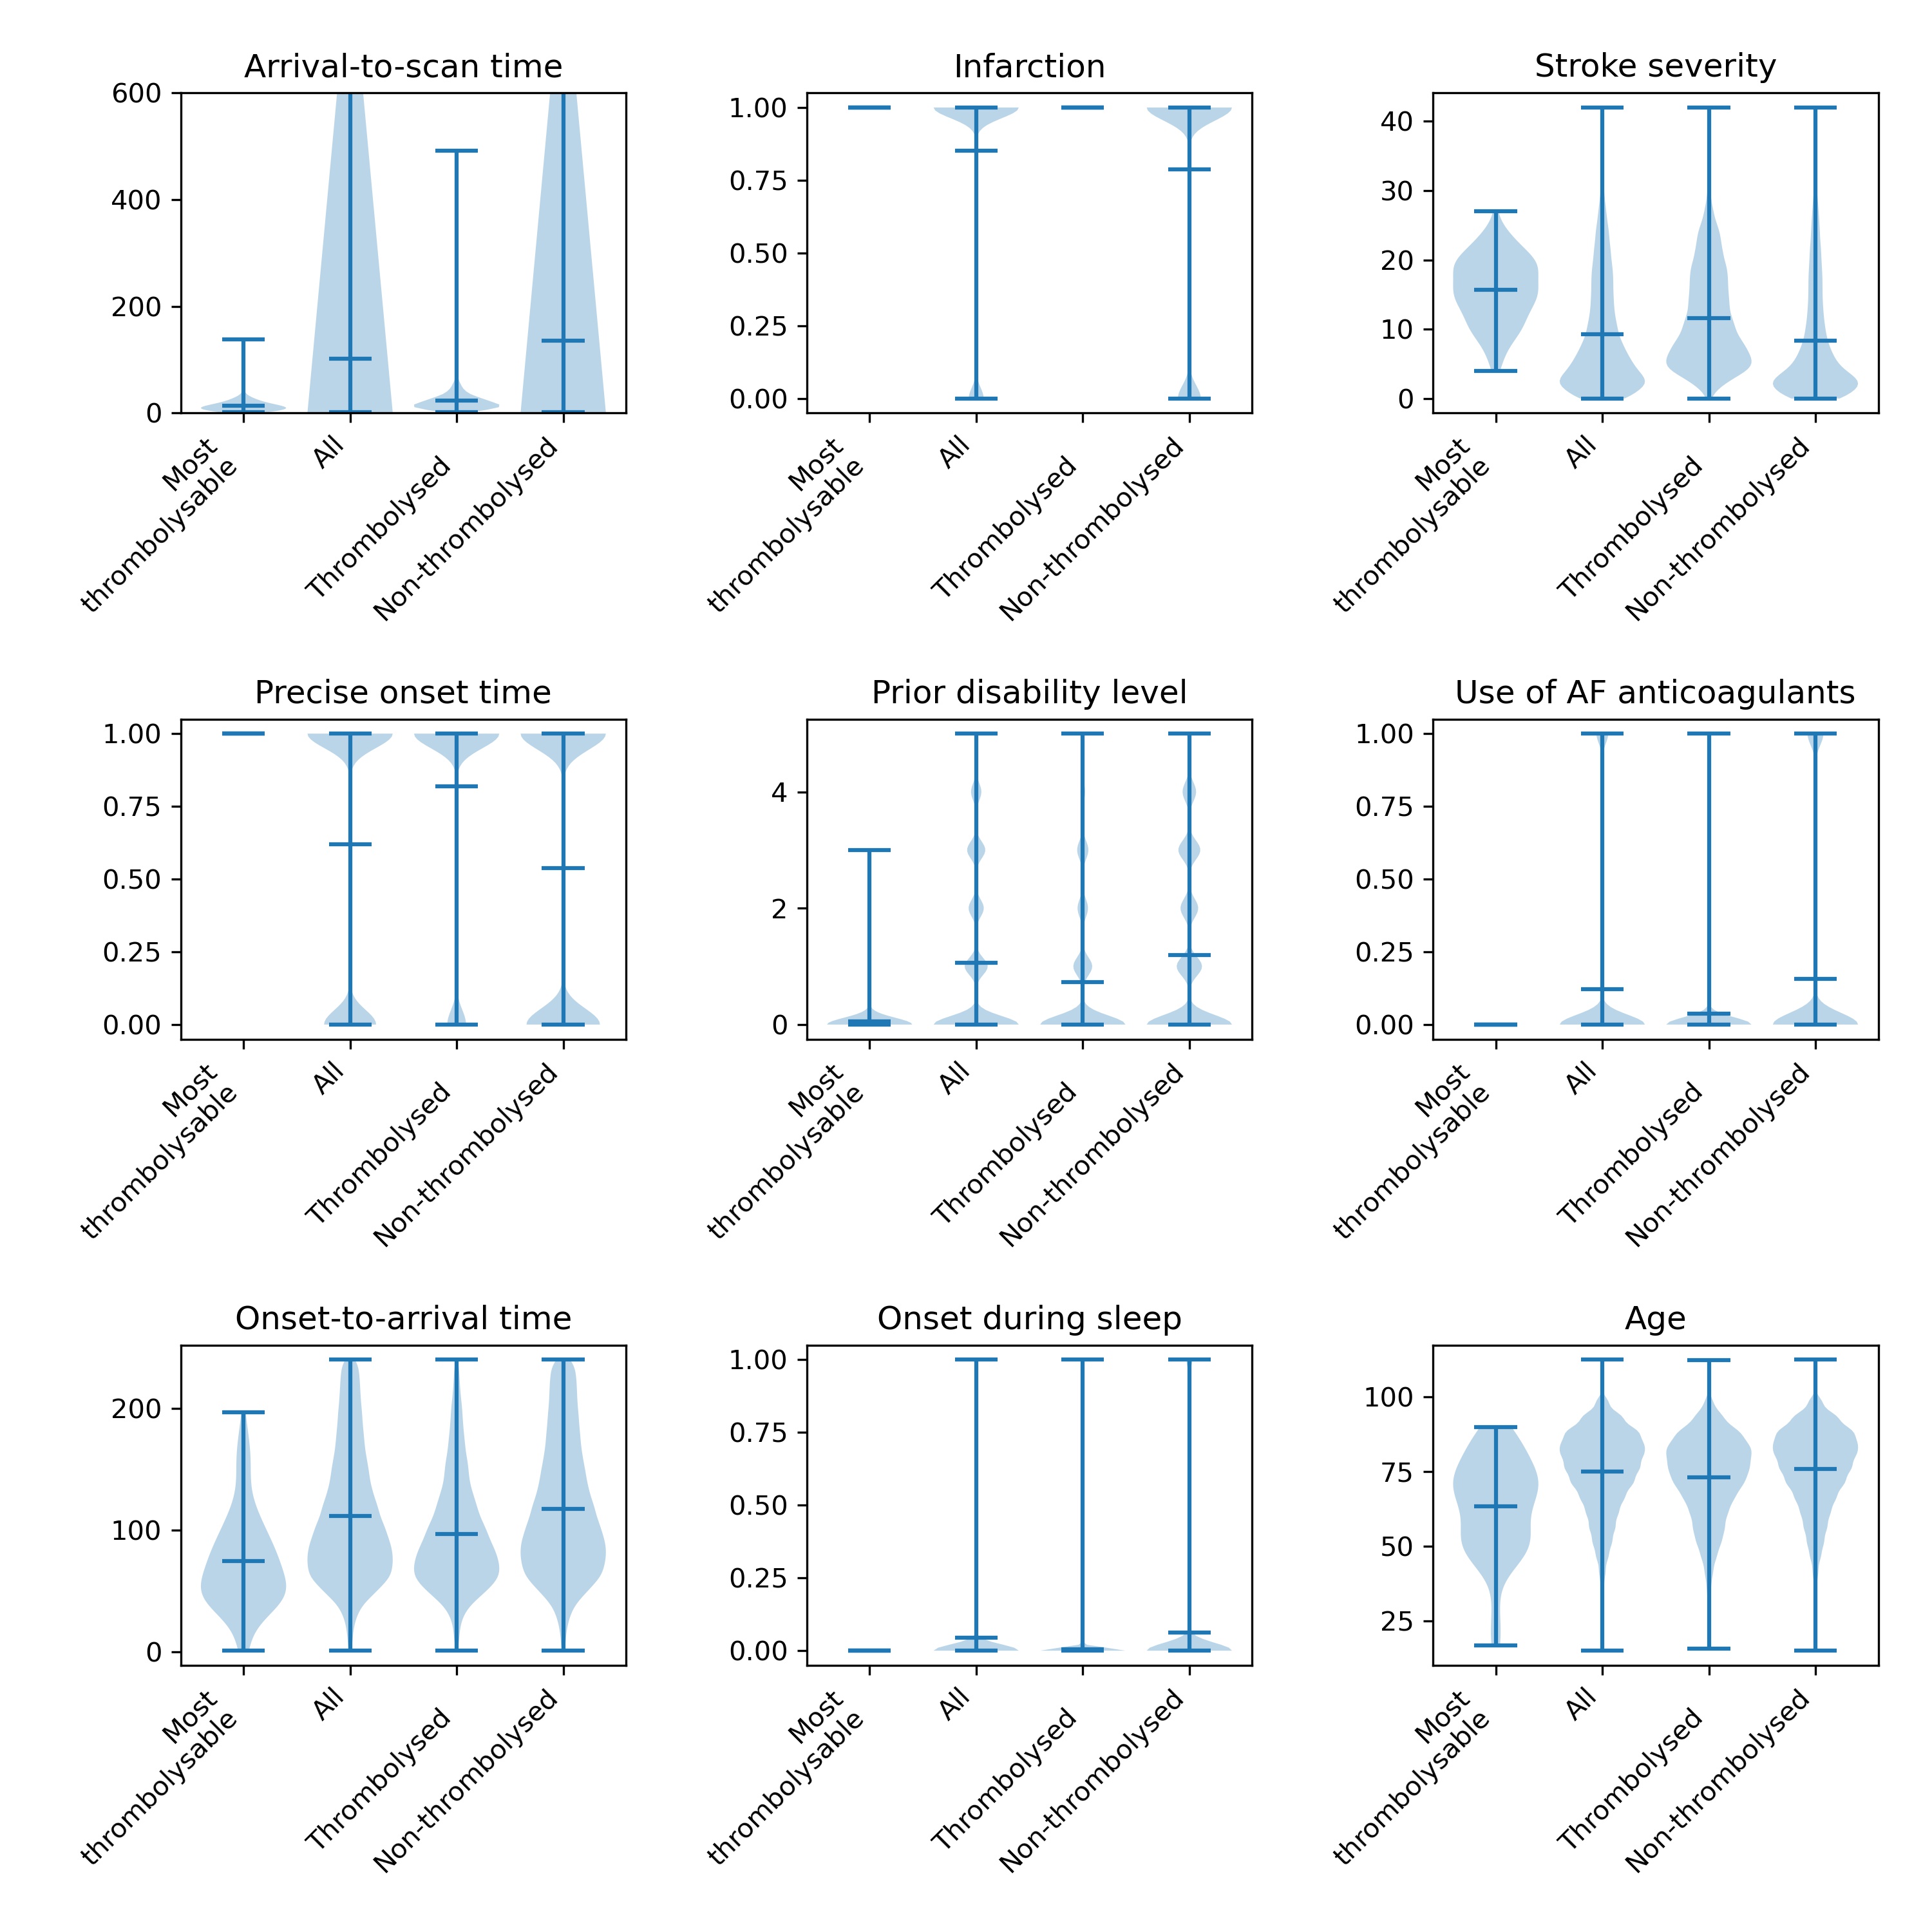 Arrival-to-scan time
600
400
200
0
Most
thrombolysable
All
Thrombolysed
Non-thrombolysed
Infarction
1.00
0.75
0.50
0.25
0.00
Most
thrombolysable
All
Thrombolysed
Non-thrombolysed
Stroke severity
40
30
20
10
0
Most
thrombolysable
All
Thrombolysed
Non-thrombolysed
Precise onset time
1.00
0.75
0.50
0.25
0.00
Most
thrombolysable
All
Thrombolysed
Non-thrombolysed
Prior disability level
4
2
0
Most
thrombolysable
All
Thrombolysed
Non-thrombolysed
Use of AF anticoagulants
1.00
0.75
0.50
0.25
0.00
Most
thrombolysable
All
Thrombolysed
Non-thrombolysed
Onset-to-arrival time
200
100
0
Most
thrombolysable
All
Thrombolysed
Non-thrombolysed
Onset during sleep
1.00
0.75
0.50
0.25
0.00
Most
thrombolysable
All
Thrombolysed
Non-thrombolysed
Age
100
75
50
25
Most
thrombolysable
All
Thrombolysed
Non-thrombolysed